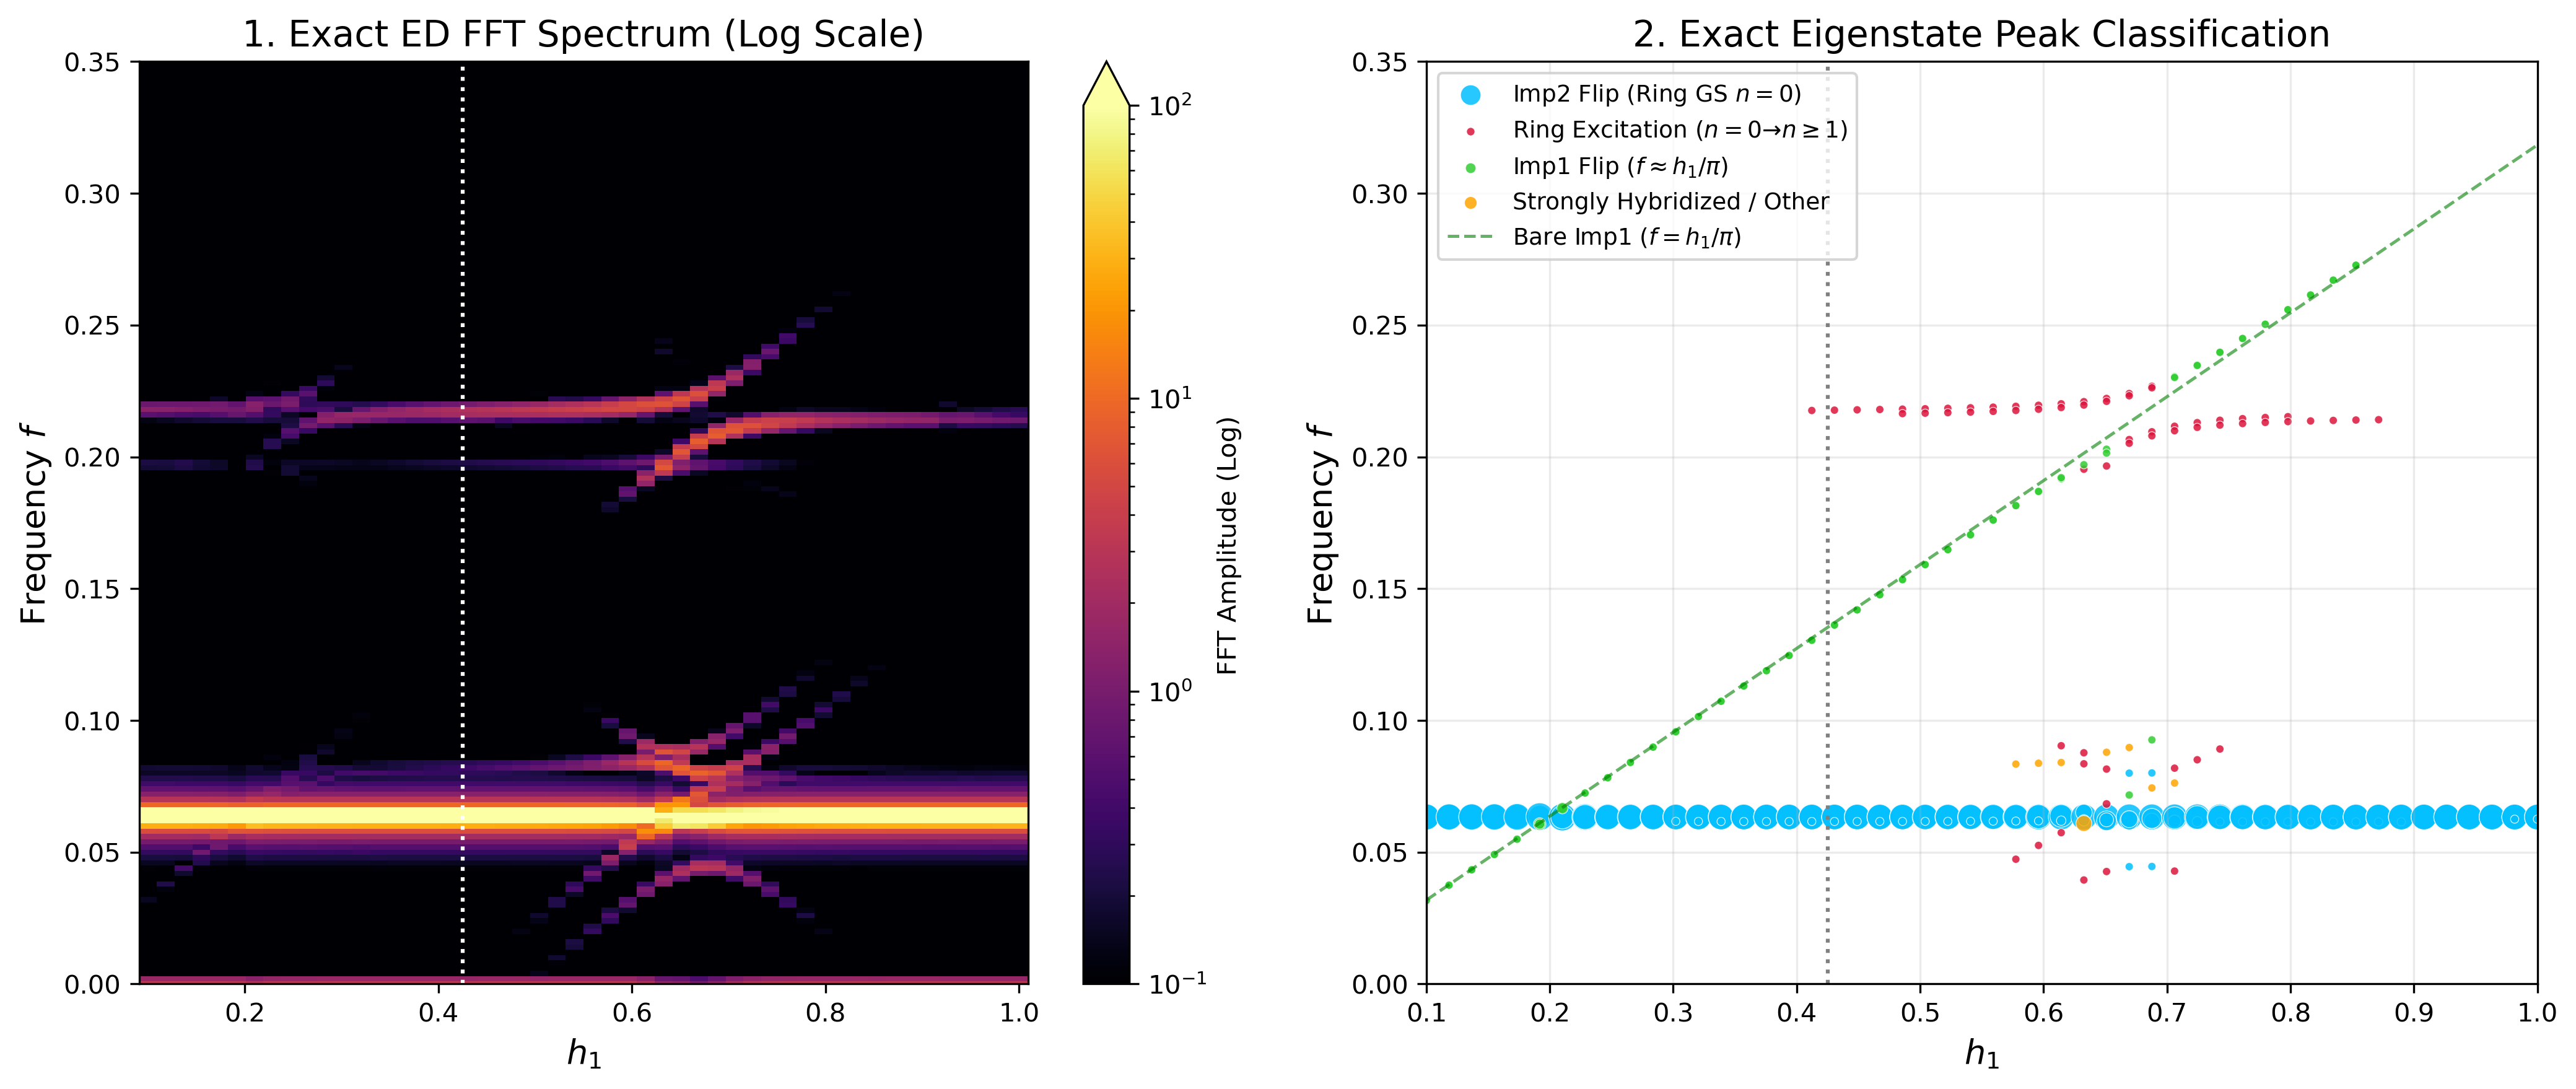 1. Exact ED FFT Spectrum (Log Scale)
Frequency f
0.35
0.30
0.25
0.20
0.15
0.10
0.05
0.00
0.2
0.4
0.6
0.8
1.0
h₁
10²
10¹
10⁰
10⁻¹
FFT Amplitude (Log)
2. Exact Eigenstate Peak Classification
Frequency f
0.35
0.30
0.25
0.20
0.15
0.10
0.05
0.00
Imp2 Flip (Ring GS n = 0)
Ring Excitation (n = 0→n ≥ 1)
Imp1 Flip (f ≈ h₁/π)
Strongly Hybridized / Other
Bare Imp1 (f = h₁/π)
0.1
0.2
0.3
0.4
0.5
0.6
0.7
0.8
0.9
1.0
h₁